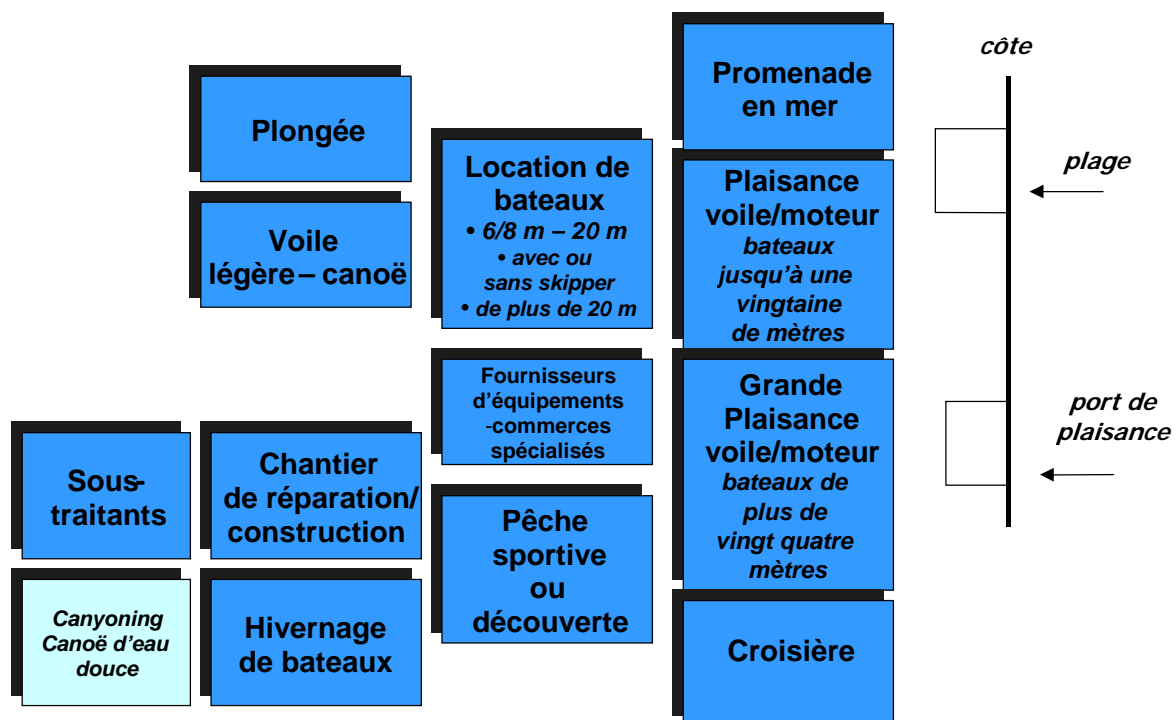 Plongée
Voile
légère – canoë
Location de
bateaux
• 6/8 m – 20 m
• avec ou
sans skipper
• de plus de 20 m
Promenade
en mer
Plaisance
voile/moteur
bateaux
jusqu’à une
vingtaine
de mètres
côte
plage
port de
plaisance
Sous-
traitants
Chantier
de réparation/
construction
Fournisseurs
d’équipements
-commerces
spécialisés
Grande
Plaisance
voile/moteur
bateaux de
plus de
vingt quatre
mètres
Canyoning
Canoë d’eau
douce
Hivernage
de bateaux
Pêche
sportive
ou
découverte
Croisière